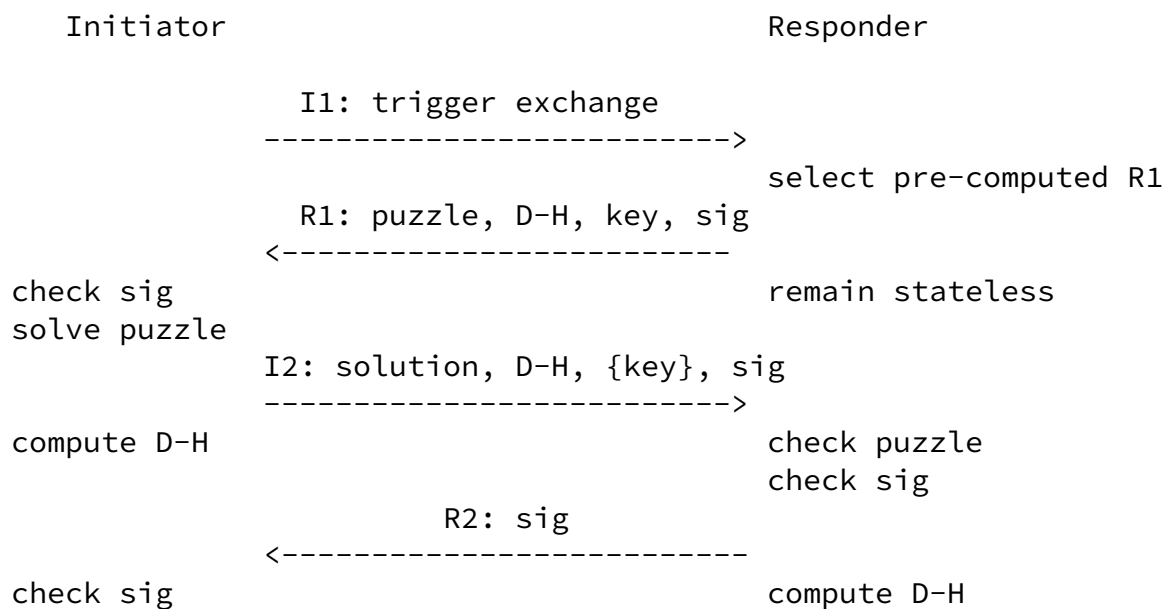 Initiator                              Responder
I1: trigger exchange
-------------------------->
select pre-computed R1
R1: puzzle, D-H, key, sig
<-------------------------
check sig                              remain stateless
solve puzzle
I2: solution, D-H, {key}, sig
-------------------------->
compute D-H                            check puzzle
check sig
R2: sig
<--------------------------
check sig                              compute D-H